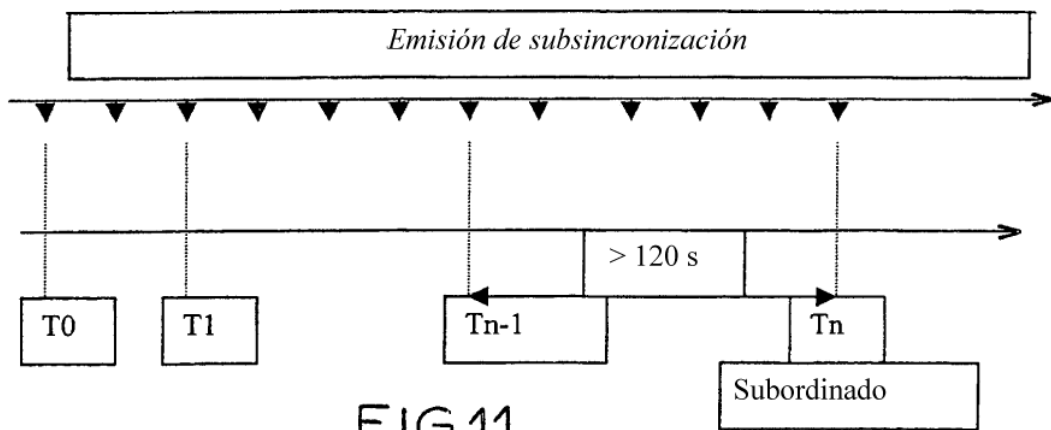 Emisión de subsincronización
> 120 s
T0
T1
Tn-1
Tn
Subordinado
FIG.11